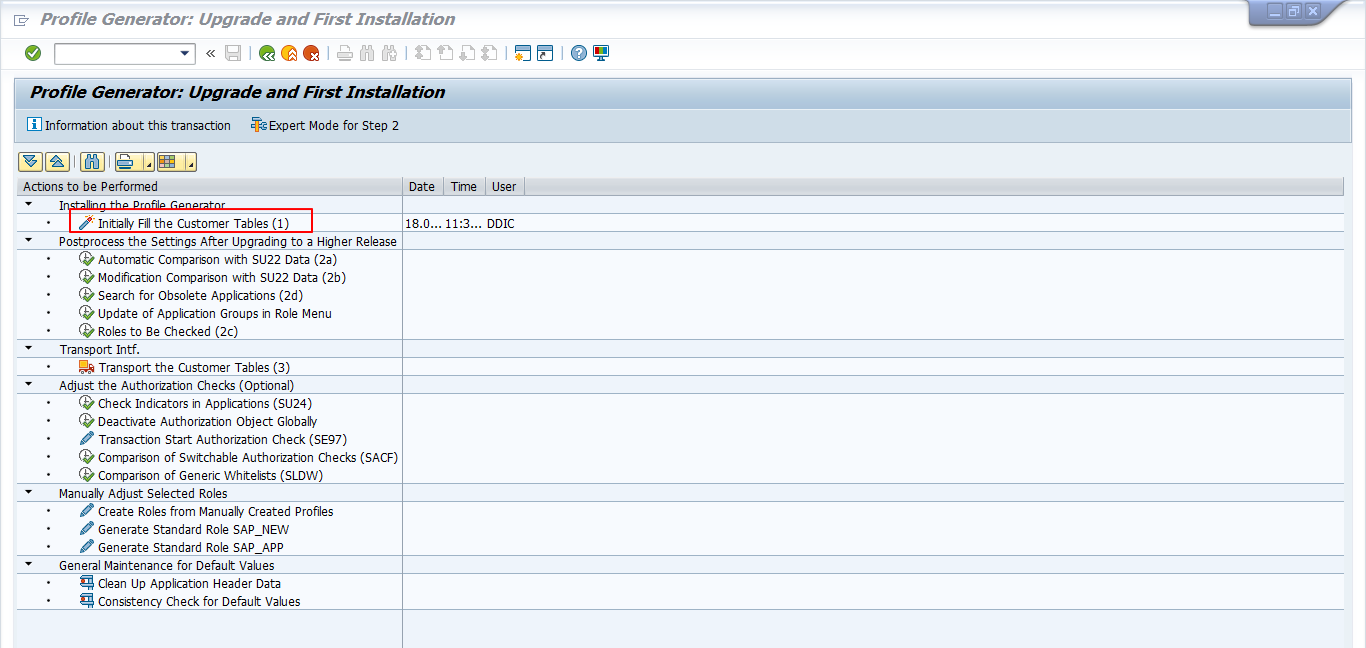 Profile Generator: Upgrade and First Installation
Profile Generator: Upgrade and First Installation
Information about this transaction Expert Mode for Step 2
Actions to be Performed Date Time User
Installing the Profile Generator
Initially Fill the Customer Tables (1) 18.0... 11:3... DDIC
Postprocess the Settings After Upgrading to a Higher Release
Automatic Comparison with SU22 Data (2a)
Modification Comparison with SU22 Data (2b)
Search for Obsolete Applications (2d)
Update of Application Groups in Role Menu
Roles to Be Checked (2c)
Transport Intf.
Transport the Customer Tables (3)
Adjust the Authorization Checks (Optional)
Check Indicators in Applications (SU24)
Deactivate Authorization Object Globally
Transaction Start Authorization Check (SE97)
Comparison of Switchable Authorization Checks (SACF)
Comparison of Generic Whitelists (SLDW)
Manually Adjust Selected Roles
Create Roles from Manually Created Profiles
Generate Standard Role SAP_NEW
Generate Standard Role SAP_APP
General Maintenance for Default Values
Clean Up Application Header Data
Consistency Check for Default Values